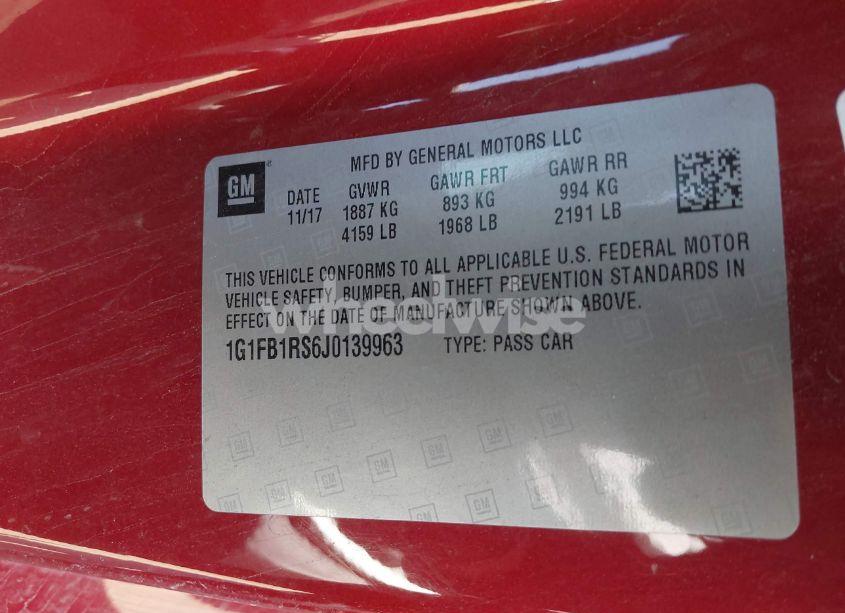 GM
MFD BY GENERAL MOTORS LLC
DATE GVWR GAWR FRT GAWR RR
11/17 1887 KG 893 KG 994 KG
4159 LB 1968 LB 2191 LB
THIS VEHICLE CONFORMS TO ALL APPLICABLE U.S. FEDERAL MOTOR
VEHICLE SAFETY, BUMPER, AND THEFT PREVENTION STANDARDS IN
EFFECT ON THE DATE OF MANUFACTURE SHOWN ABOVE.
wheelwise
1G1FB1RS6J0139963 TYPE: PASS CAR